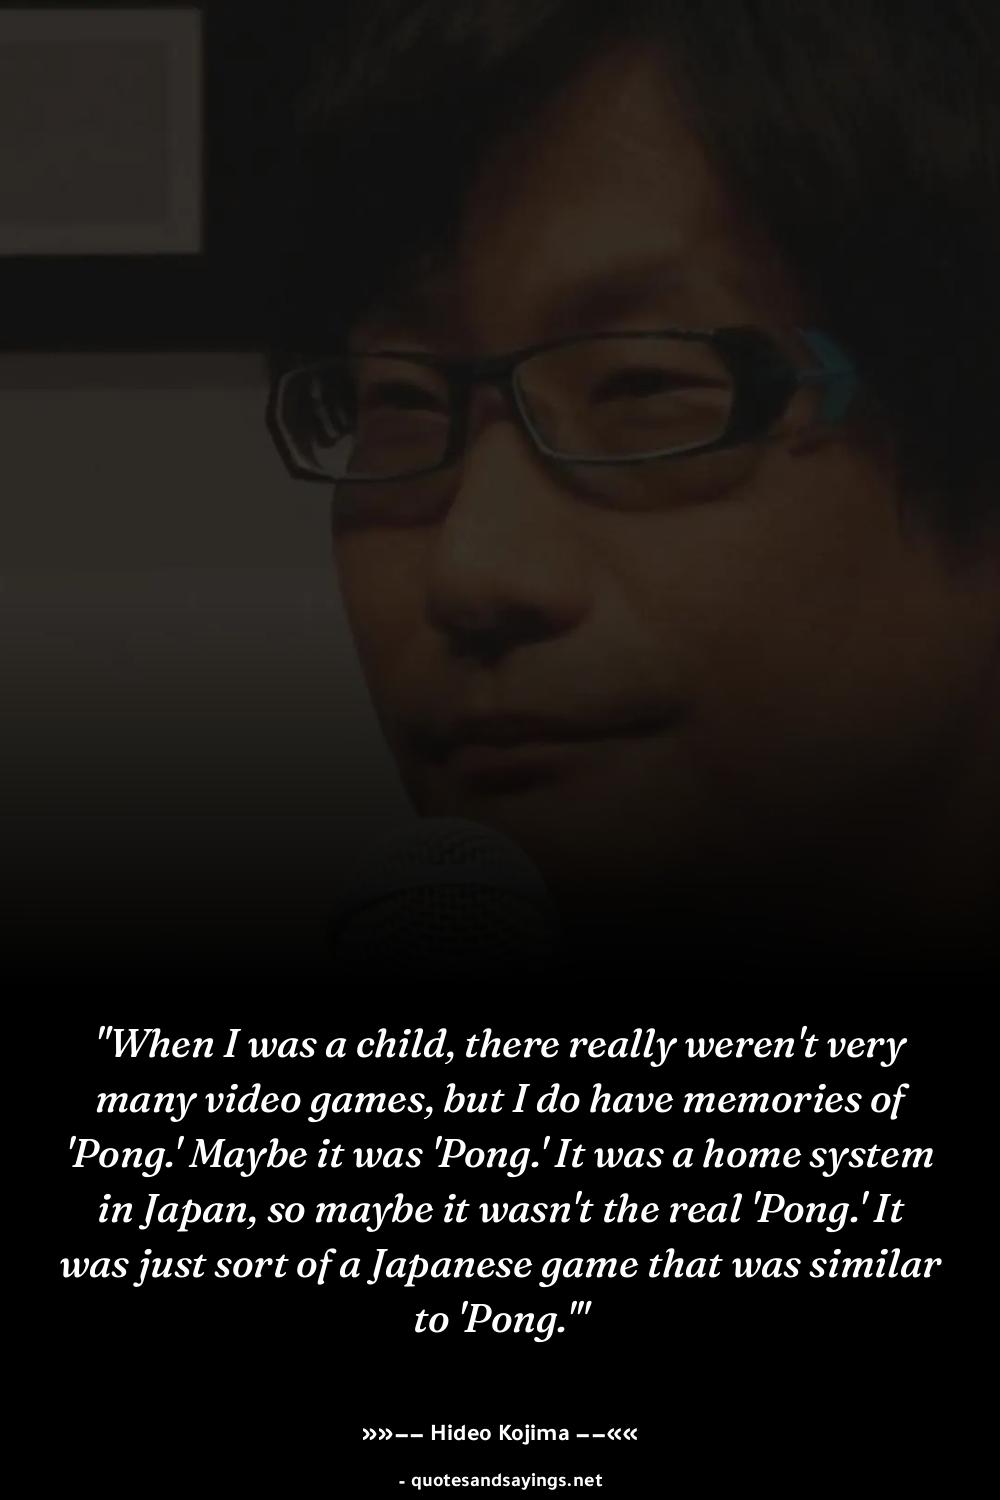 "When I was a child, there really weren't very
many video games, but I do have memories of
'Pong.' Maybe it was 'Pong.' It was a home system
in Japan, so maybe it wasn't the real 'Pong.' It
was just sort of a Japanese game that was similar
to 'Pong.'"
»»–– Hideo Kojima ––««
- quotesandsayings.net